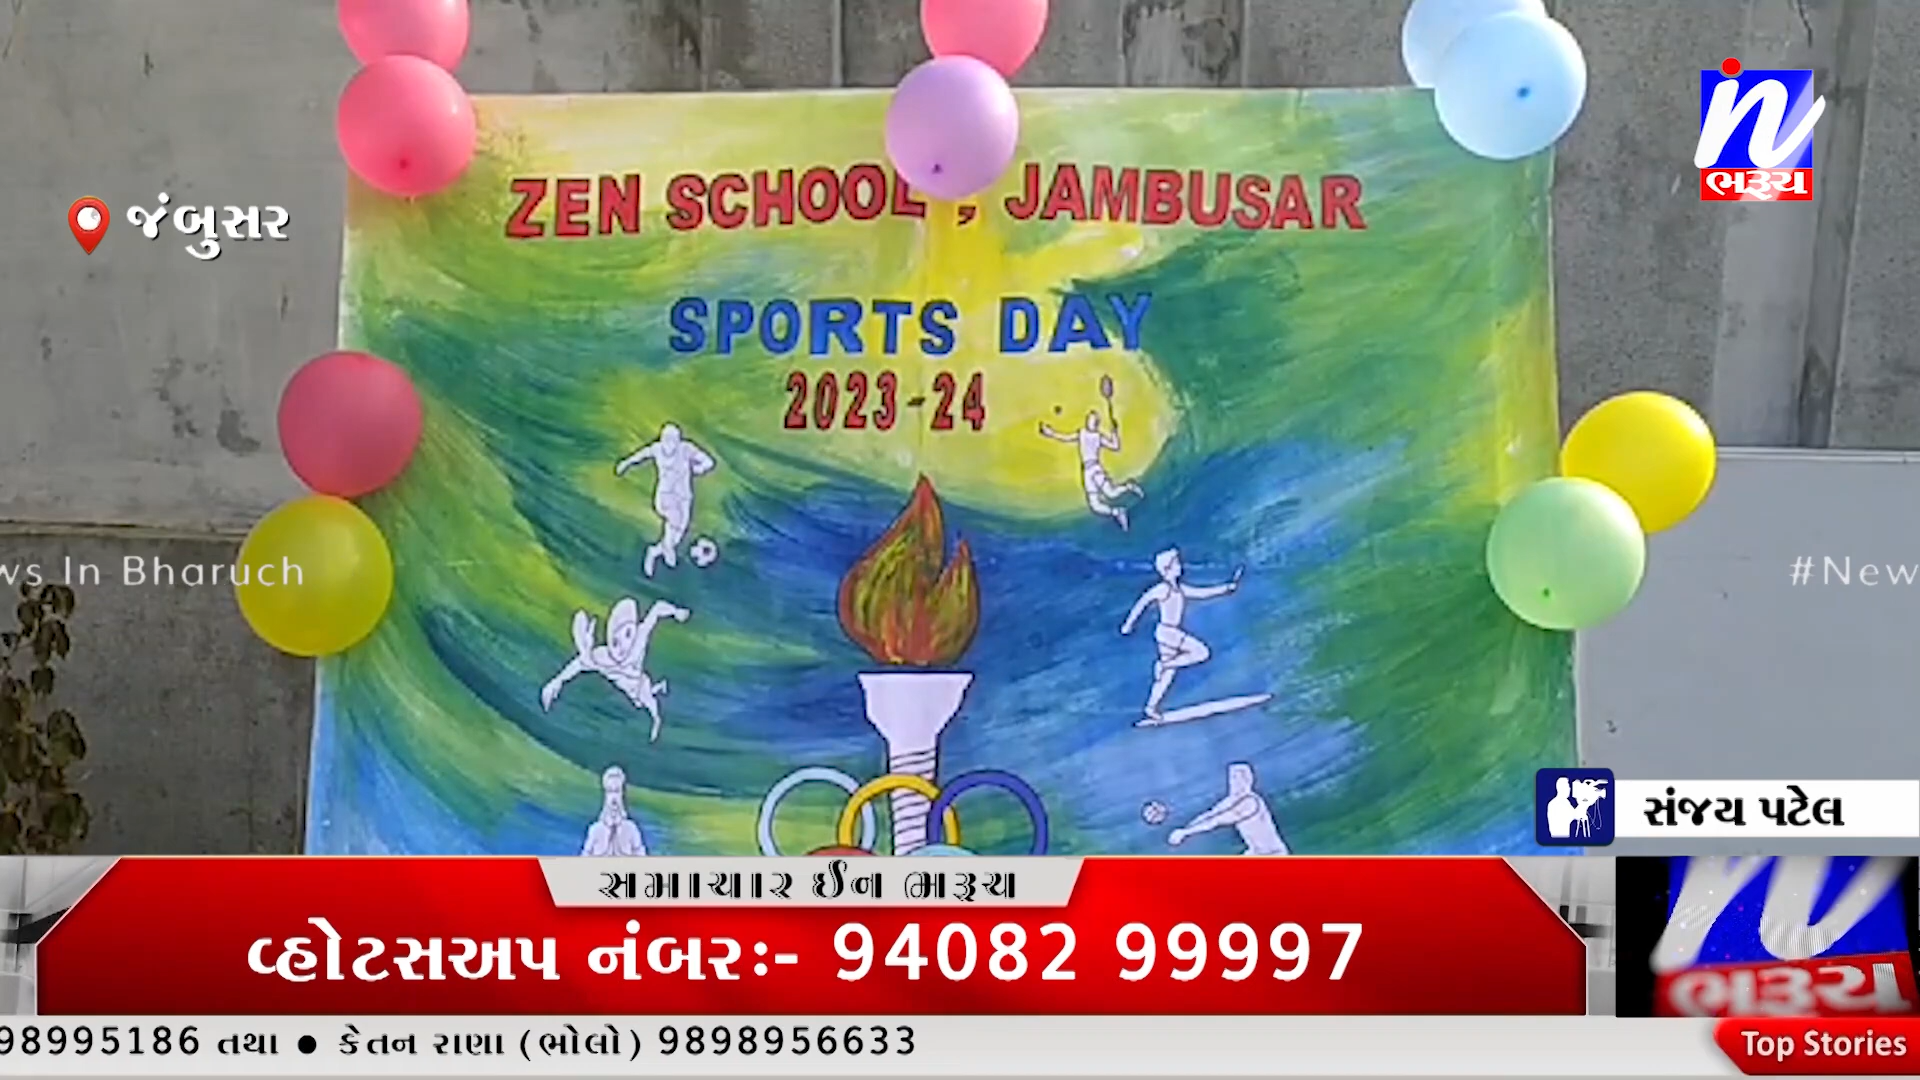 ZEN SCHOOL, JAMBUSAR
SPORTS DAY
2023-24
જંબુસર
ભરૂચ
ws In Bharuch
#New
સંજય પટેલ
સમાચાર ઈન ભરૂચ
વ્હોટસઅપ નંબરઃ- 94082 99997
ભરૂચ
98995186 તથા ● કેતન રાણા (ભોલો) 9898956633
Top Stories